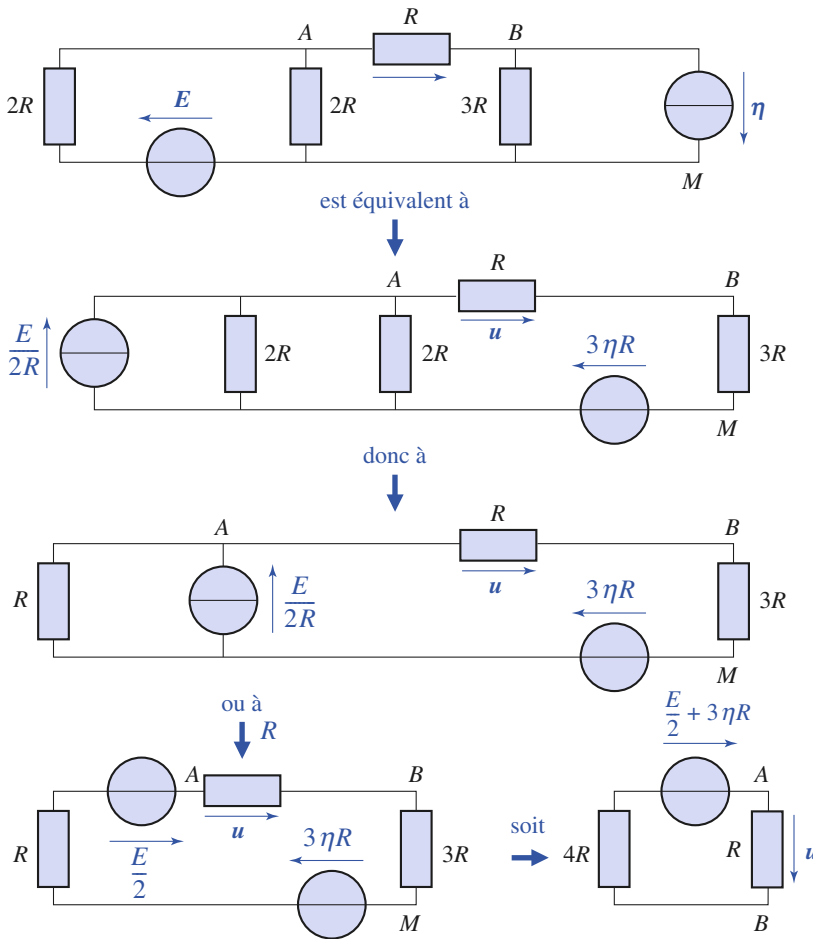 A R B
2R E 2R 3R η
M
est équivalent à
A R B
E/2R 2R 2R u 3ηR 3R
M
donc à
A R B
R E/2R u 3ηR 3R
M
ou à
R
A B
R E/2 u 3ηR 3R
M
soit
E/2 + 3ηR
A
4R R u
B